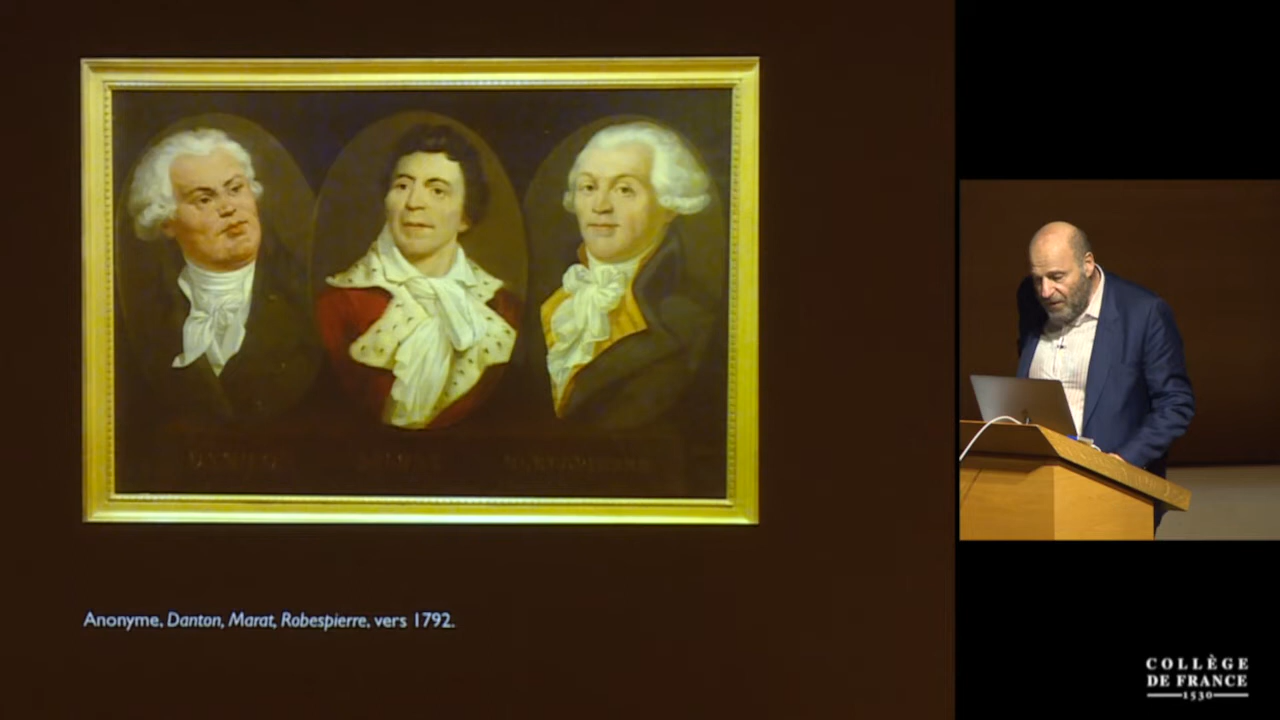 Anonyme, Danton, Marat, Robespierre, vers 1792.
COLLÈGE
DE FRANCE
1530